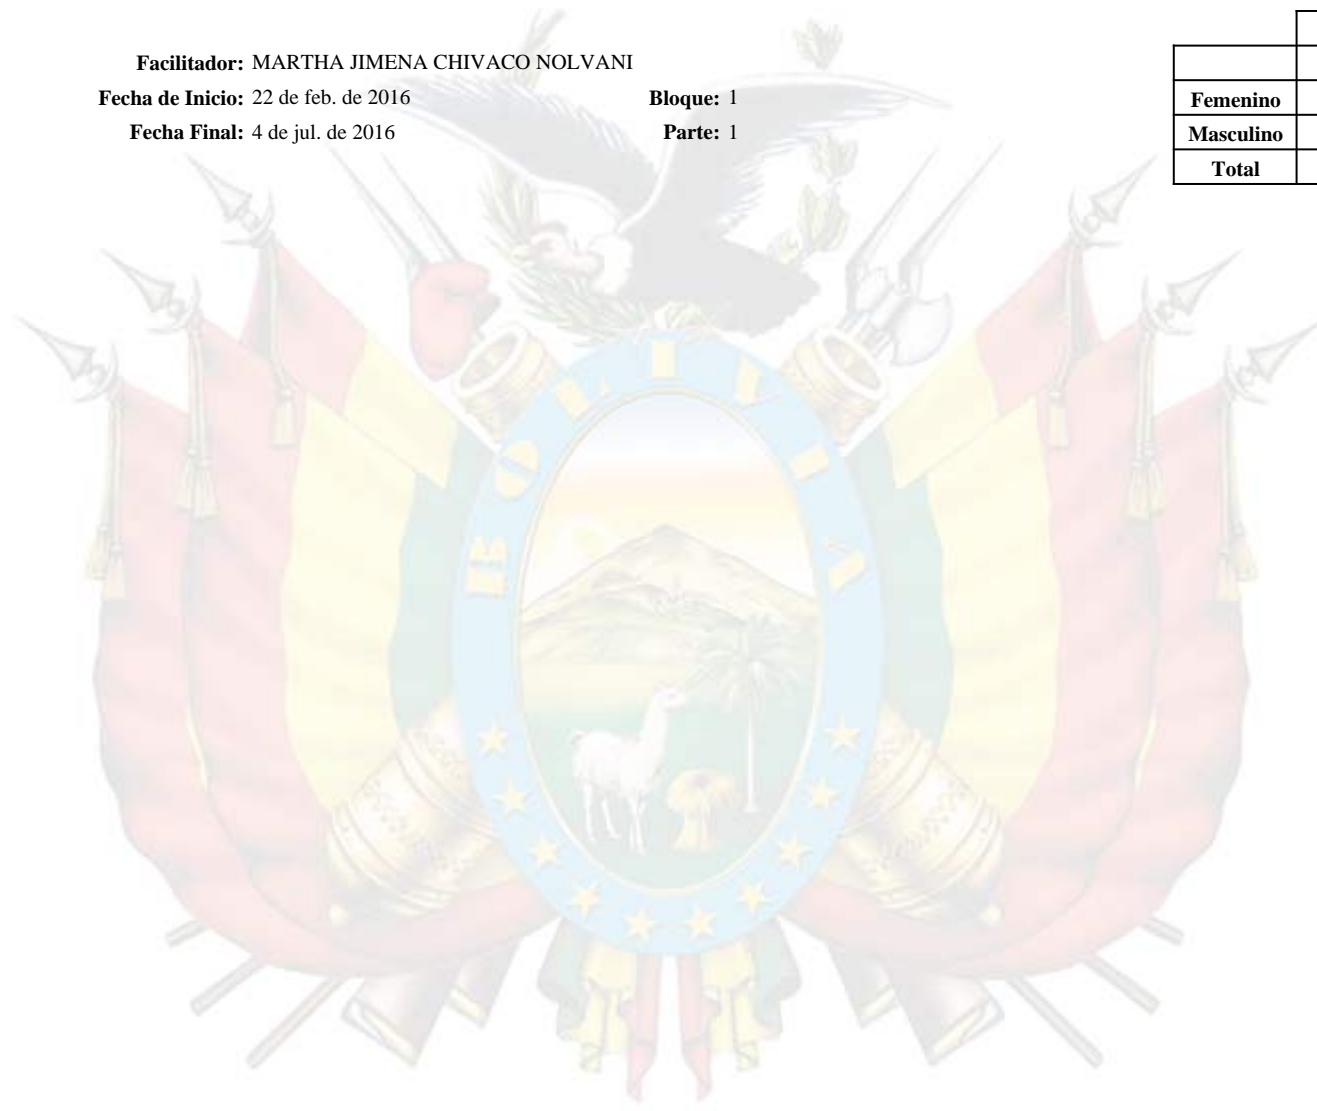 Facilitador: MARTHA JIMENA CHIVACO NOLVANI
Fecha de Inicio: 22 de feb. de 2016 Bloque: 1
Fecha Final: 4 de jul. de 2016 Parte: 1
Femenino
Masculino
Total
BOLIVIA